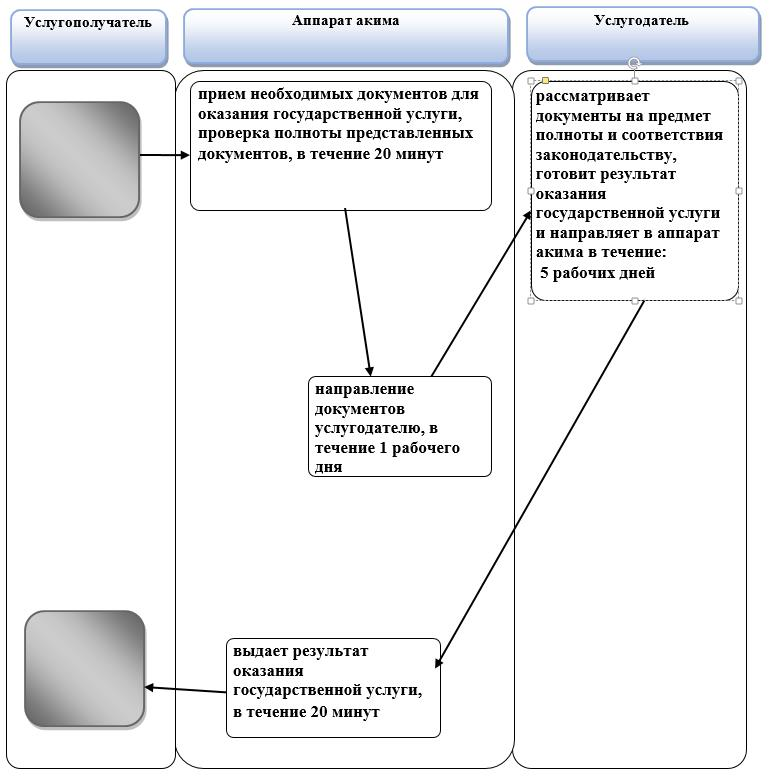 Услугополучатель
Аппарат акима
Услугодатель
прием необходимых документов для
оказания государственной услуги,
проверка полноты представленных
документов, в течение 20 минут
рассматривает
документы на предмет
полноты и соответствия
законодательству,
готовит результат
оказания
государственной услуги
и направляет в аппарат
акима в течение:
5 рабочих дней
направление
документов
услугодателю, в
течение 1 рабочего
дня
выдает результат
оказания
государственной услуги,
в течение 20 минут